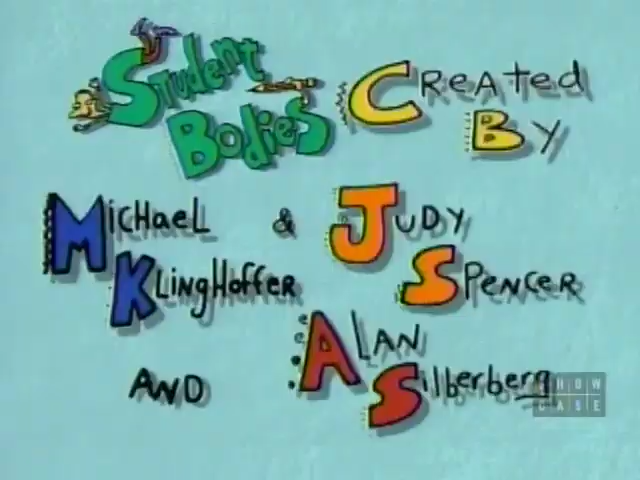 Student Bodies
Created By
Michael Klinghoffer
& Judy Spencer
AND
Alan Silberberg
SHOW
CASE